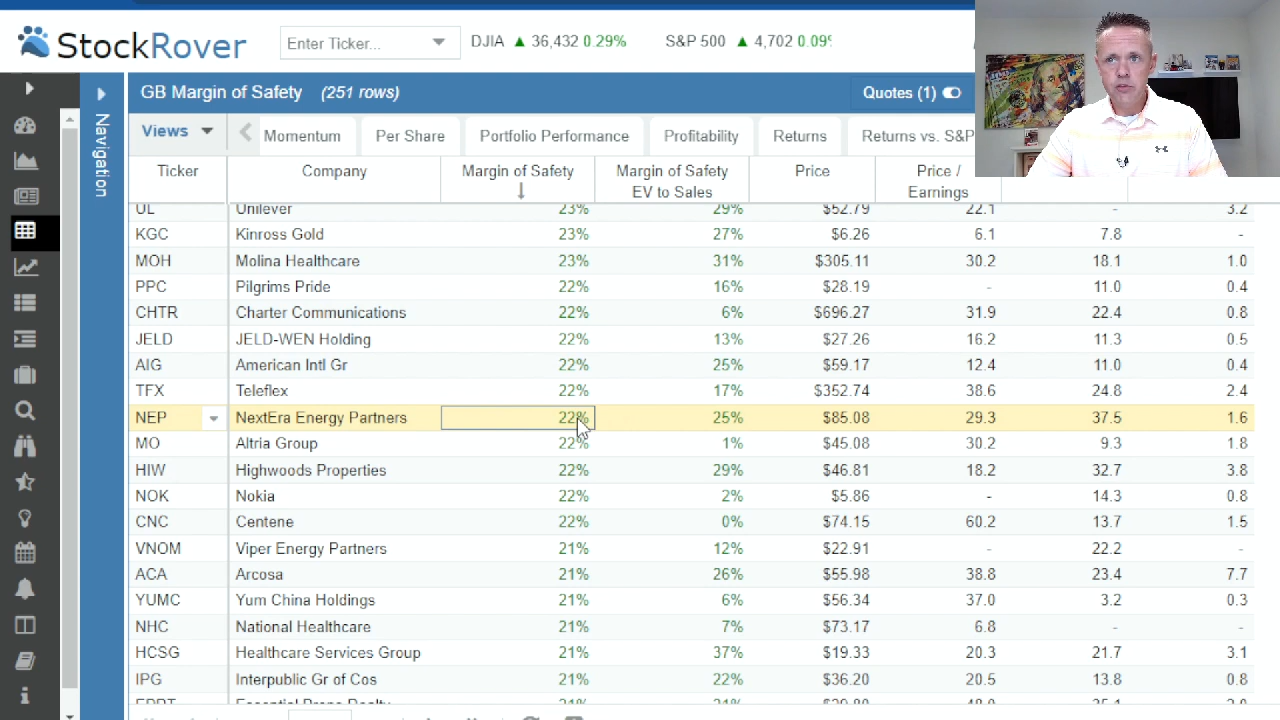 StockRover
Enter Ticker...
DJIA ▲ 36,432 0.29%
S&P 500 ▲ 4,702 0.09%
Navigation
GB Margin of Safety (251 rows)
Quotes (1)
Views
Momentum
Per Share
Portfolio Performance
Profitability
Returns
Returns vs. S&P
Ticker
Company
Margin of Safety
↓
Margin of Safety
EV to Sales
Price
Price /
Earnings
UL Unilever 23% 29% $52.79 22.1 - 3.2
KGC Kinross Gold 23% 27% $6.26 6.1 7.8 -
MOH Molina Healthcare 23% 31% $305.11 30.2 18.1 1.0
PPC Pilgrims Pride 22% 16% $28.19 - 11.0 0.4
CHTR Charter Communications 22% 6% $696.27 31.9 22.4 0.8
JELD JELD-WEN Holding 22% 13% $27.26 16.2 11.3 0.5
AIG American Intl Gr 22% 25% $59.17 12.4 11.0 0.4
TFX Teleflex 22% 17% $352.74 38.6 24.8 2.4
NEP NextEra Energy Partners 22% 25% $85.08 29.3 37.5 1.6
MO Altria Group 22% 1% $45.08 30.2 9.3 1.8
HIW Highwoods Properties 22% 29% $46.81 18.2 32.7 3.8
NOK Nokia 22% 2% $5.86 - 14.3 0.8
CNC Centene 22% 0% $74.15 60.2 13.7 1.5
VNOM Viper Energy Partners 21% 12% $22.91 - 22.2 -
ACA Arcosa 21% 26% $55.98 38.8 23.4 7.7
YUMC Yum China Holdings 21% 6% $56.34 37.0 3.2 0.3
NHC National Healthcare 21% 7% $73.17 6.8 - -
HCSG Healthcare Services Group 21% 37% $19.33 20.3 21.7 3.1
IPG Interpublic Gr of Cos 21% 22% $36.20 20.5 13.8 0.8